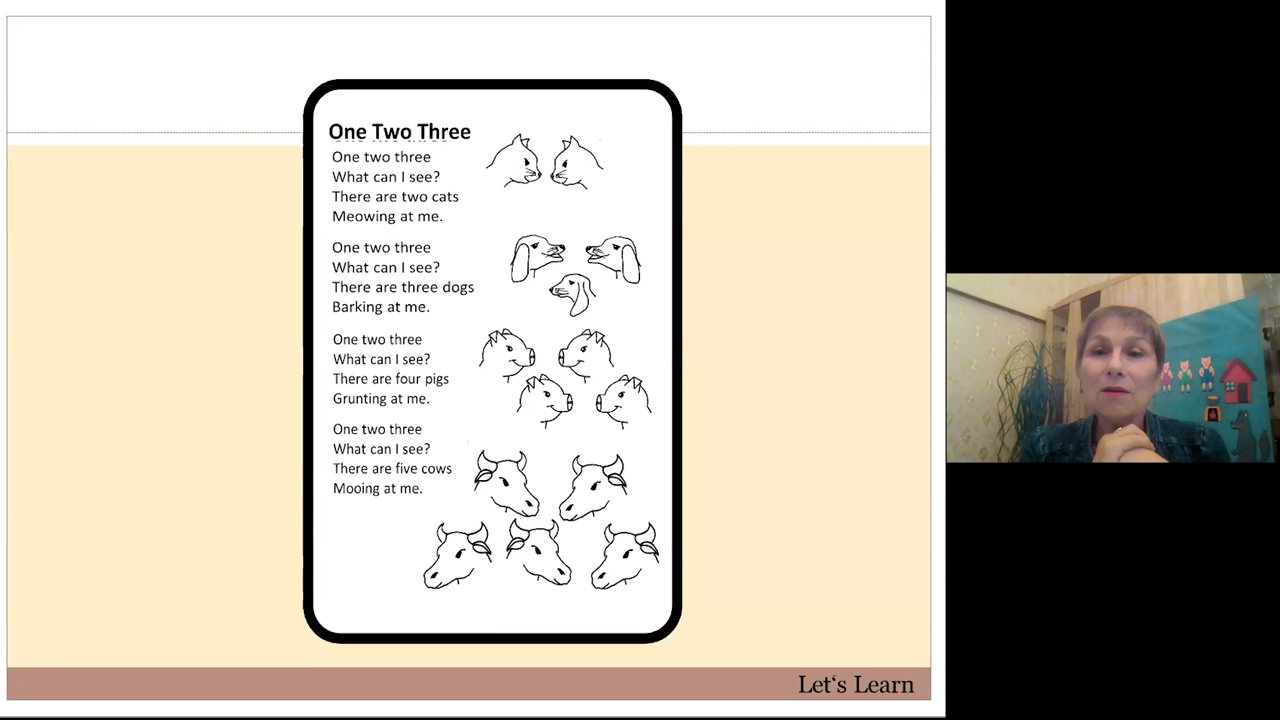 One Two Three
One two three
What can I see?
There are two cats
Meowing at me.
One two three
What can I see?
There are three dogs
Barking at me.
One two three
What can I see?
There are four pigs
Grunting at me.
One two three
What can I see?
There are five cows
Mooing at me.
Let‘s Learn